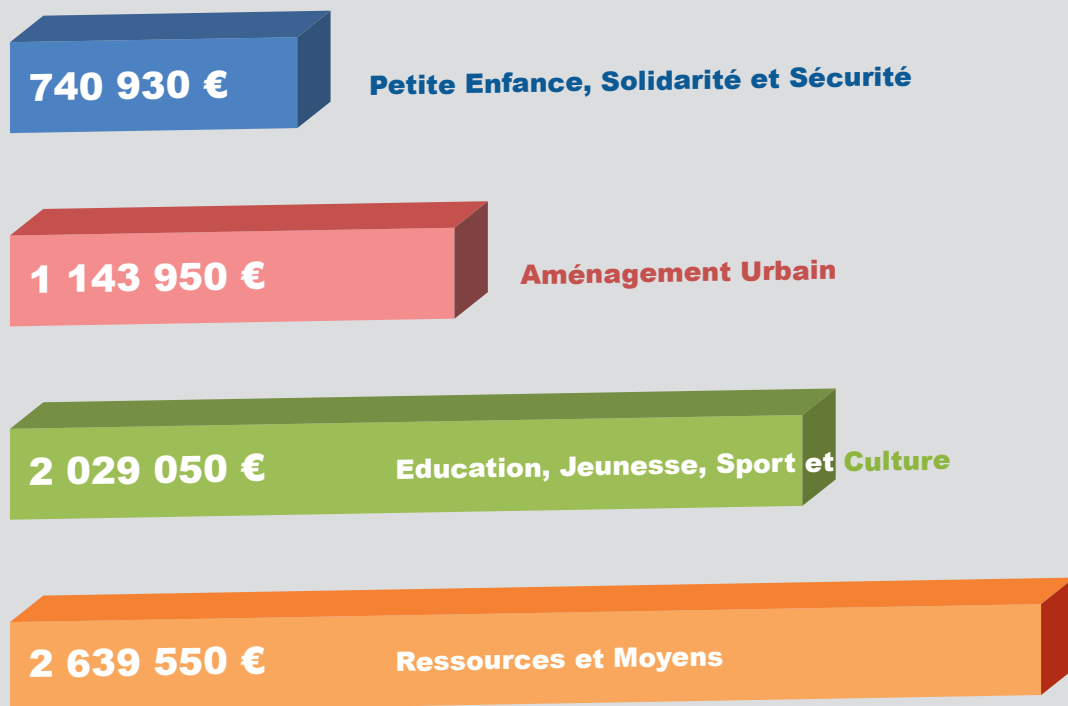 740 930 € Petite Enfance, Solidarité et Sécurité
1 143 950 € Aménagement Urbain
2 029 050 € Education, Jeunesse, Sport et Culture
2 639 550 € Ressources et Moyens